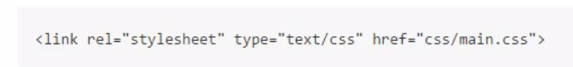 <link rel="stylesheet" type="text/css" href="css/main.css">